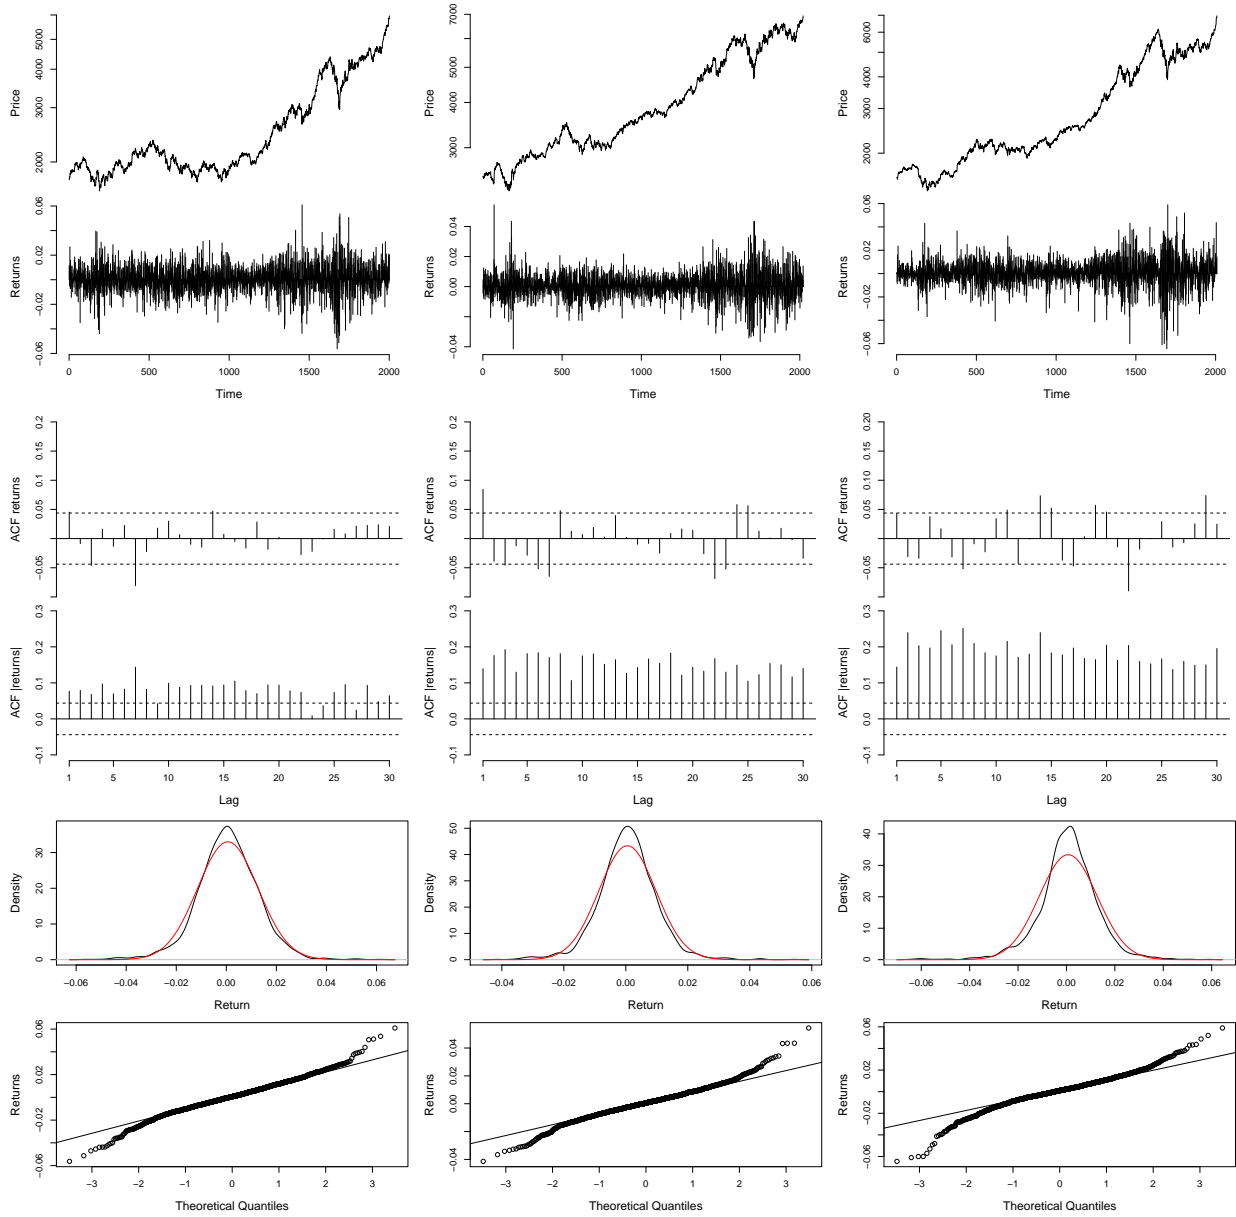 Price
2000 3000 4000 5000
Price
3000 4000 5000 7000
Price
2000 3000 4000 6000
Returns
−0.06 −0.02 0.02 0.06
0 500 1000 1500 2000
Time
Returns
−0.04 0.00 0.04
0 500 1000 1500 2000
Time
Returns
−0.06 −0.02 0.02 0.06
0 500 1000 1500 2000
Time
ACF returns
−0.05 0.05 0.1 0.15 0.2
ACF returns
−0.05 0.05 0.1 0.15 0.2
ACF returns
−0.05 0.05 0.10 0.15 0.20
ACF |returns|
−0.1 0.0 0.1 0.2 0.3
1 5 10 15 20 25 30
Lag
ACF |returns|
−0.1 0.0 0.1 0.2 0.3
1 5 10 15 20 25 30
Lag
ACF |returns|
−0.1 0.0 0.1 0.2 0.3
1 5 10 15 20 25 30
Lag
Density
0 10 20 30
−0.06 −0.04 −0.02 0.00 0.02 0.04 0.06
Return
Density
0 10 20 30 40 50
−0.04 −0.02 0.00 0.02 0.04 0.06
Return
Density
0 10 20 30 40
−0.06 −0.04 −0.02 0.00 0.02 0.04 0.06
Return
Returns
−0.06 −0.02 0.02 0.06
−3 −2 −1 0 1 2 3
Theoretical Quantiles
Returns
−0.04 0.00 0.04
−3 −2 −1 0 1 2 3
Theoretical Quantiles
Returns
−0.06 −0.02 0.02 0.06
−3 −2 −1 0 1 2 3
Theoretical Quantiles